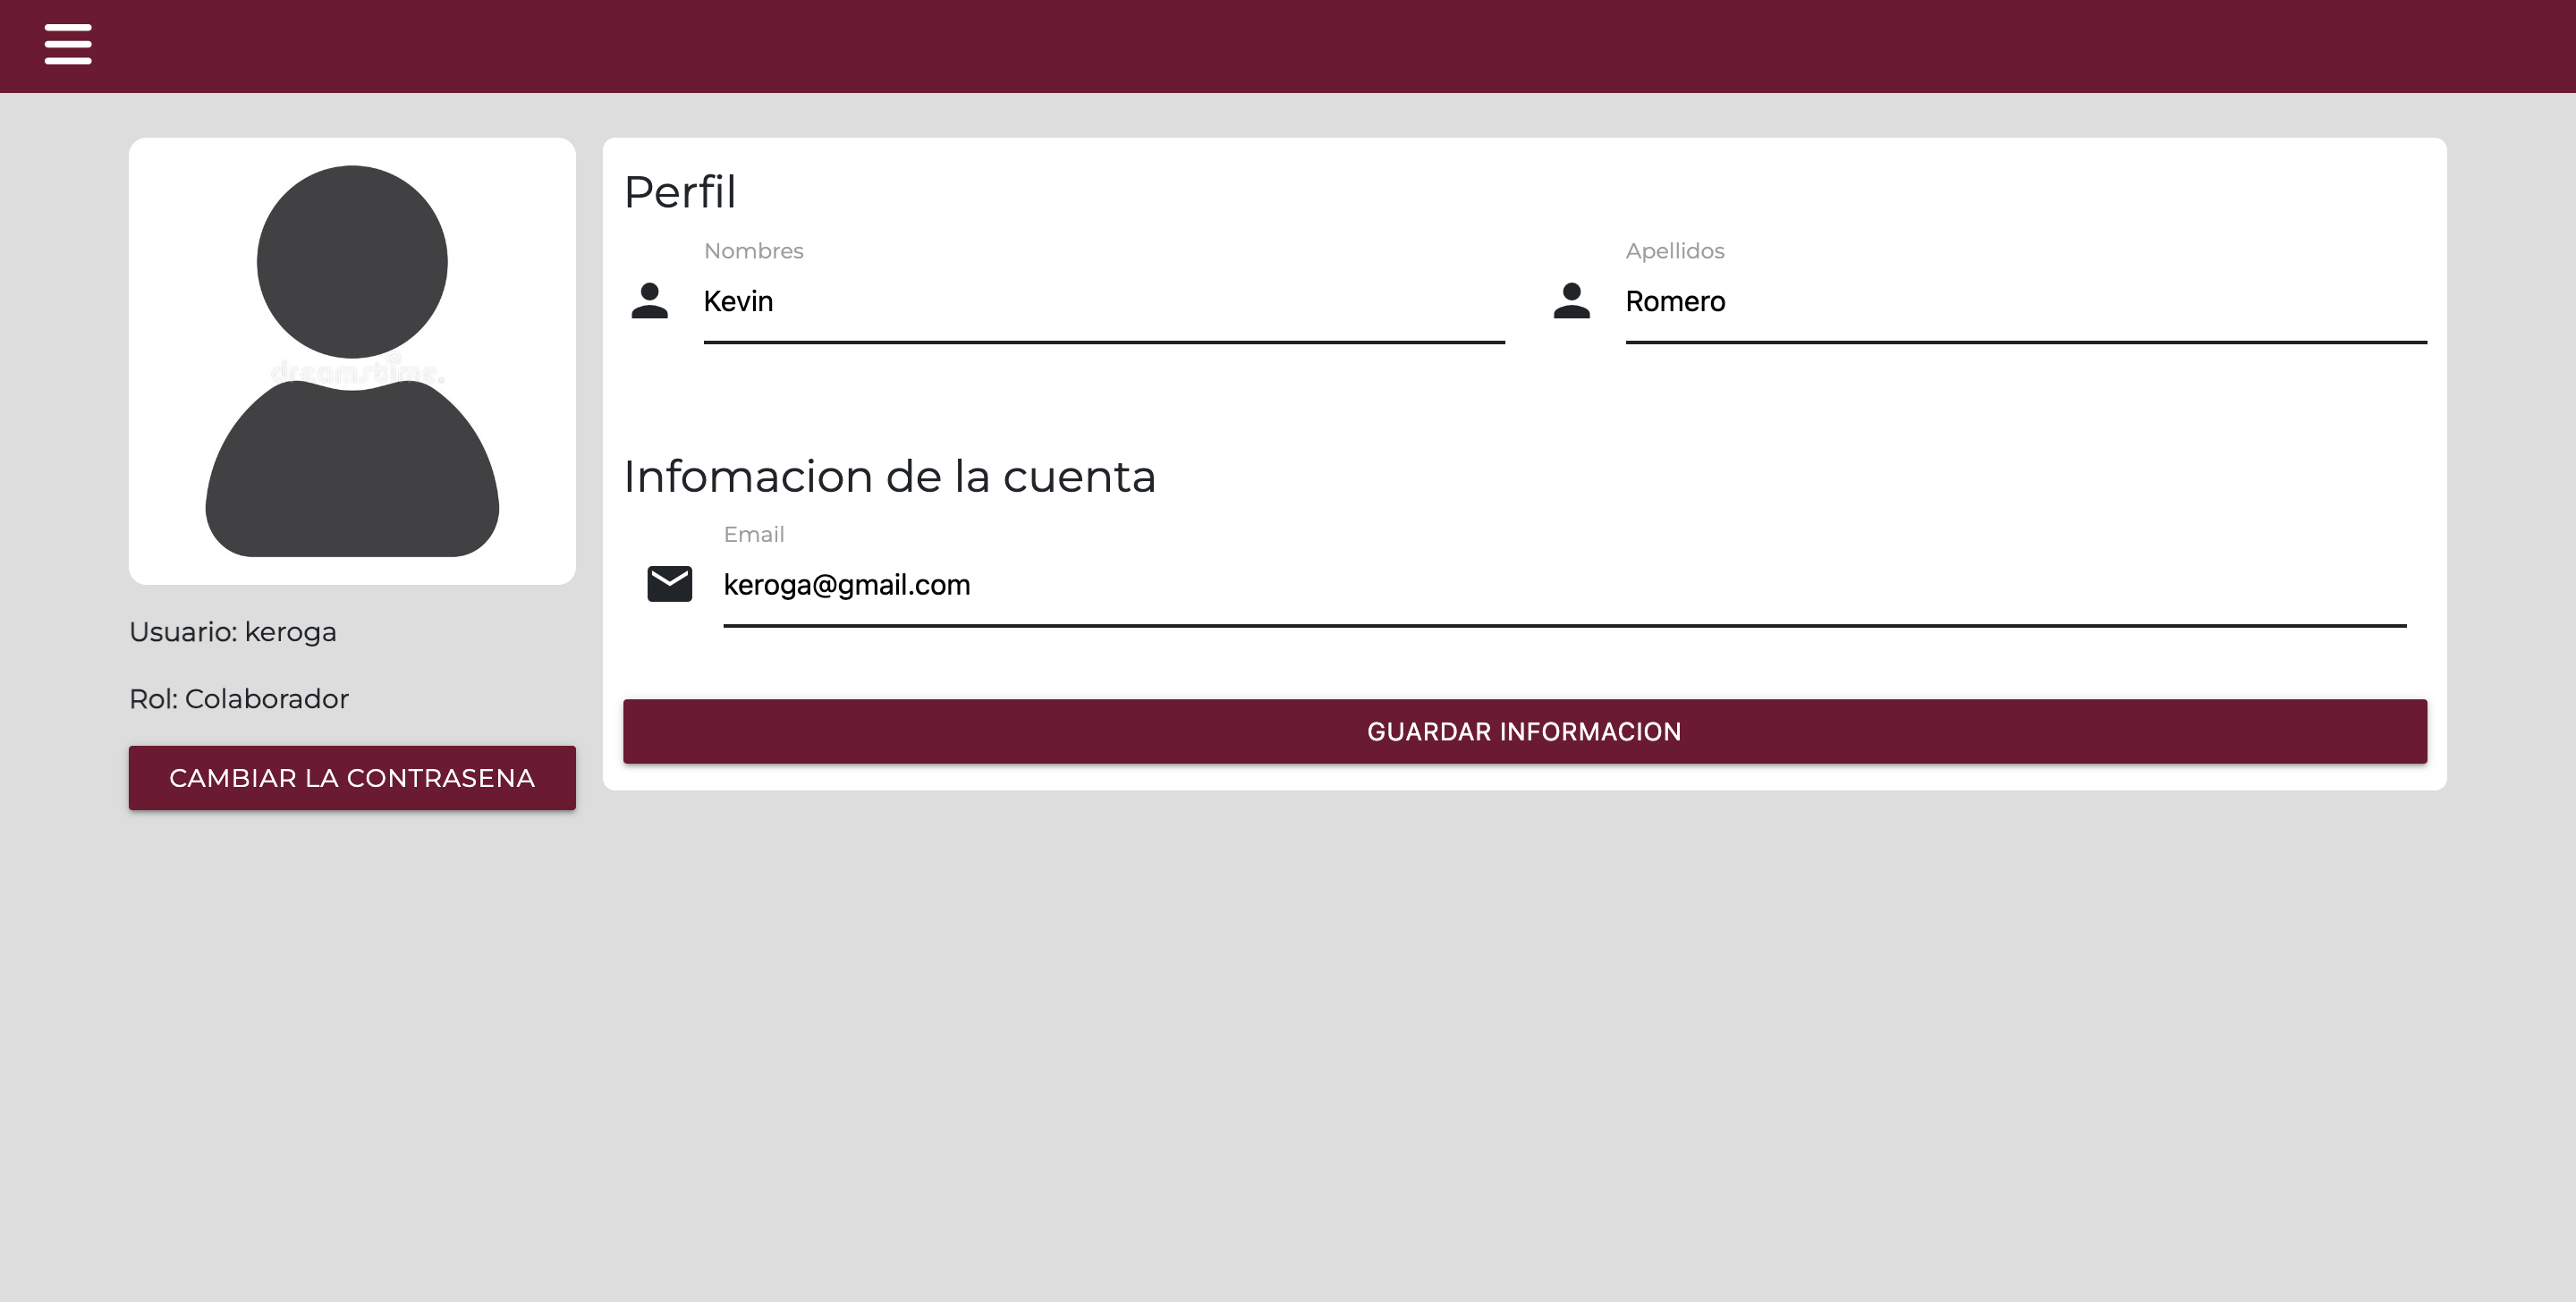 dreamstime.
Usuario: keroga
Rol: Colaborador
CAMBIAR LA CONTRASENA
Perfil
Nombres
Kevin
Apellidos
Romero
Infomacion de la cuenta
Email
keroga@gmail.com
GUARDAR INFORMACION